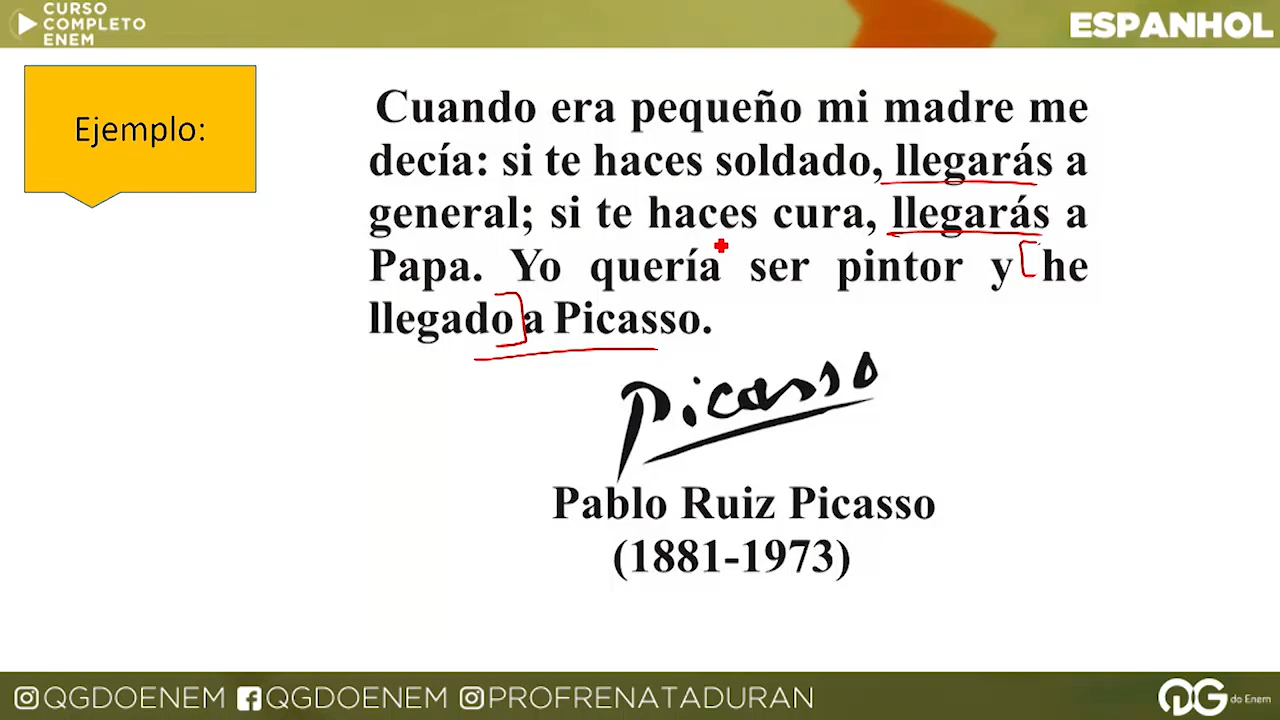 CURSO
COMPLETO
ENEM
ESPANHOL
Ejemplo:
Cuando era pequeño mi madre me
decía: si te haces soldado, llegarás a
general; si te haces cura, llegarás a
Papa. Yo quería ser pintor y he
llegado a Picasso.
Picasso
Pablo Ruiz Picasso
(1881-1973)
@QGDOENEM @QGDOENEM @PROFRENATADURAN
QG do Enem